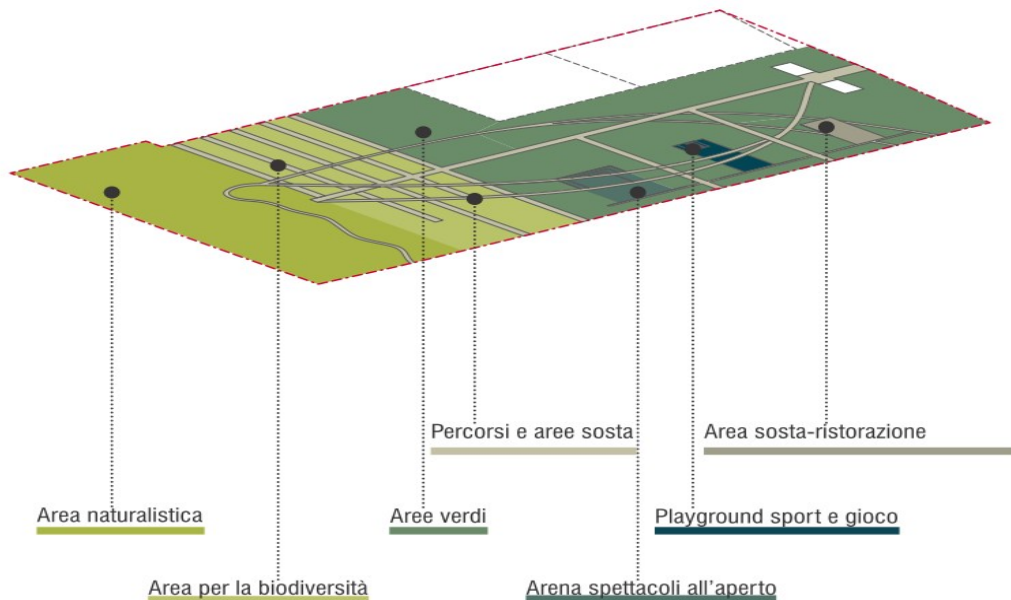 Percorsi e aree sosta
Area sosta-ristorazione
Area naturalistica
Aree verdi
Playground sport e gioco
Area per la biodiversità
Arena spettacoli all'aperto